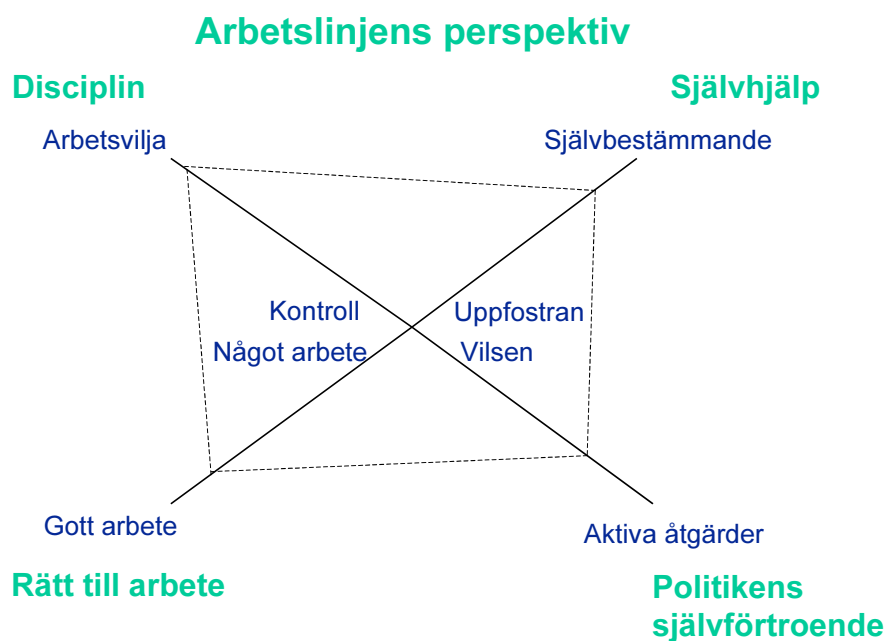 Arbetslinjens perspektiv
Disciplin
Självhjälp
Arbetsvilja
Självbestämmande
Kontroll
Uppfostran
Något arbete
Vilsen
Gott arbete
Aktiva åtgärder
Rätt till arbete
Politikens
självförtroende